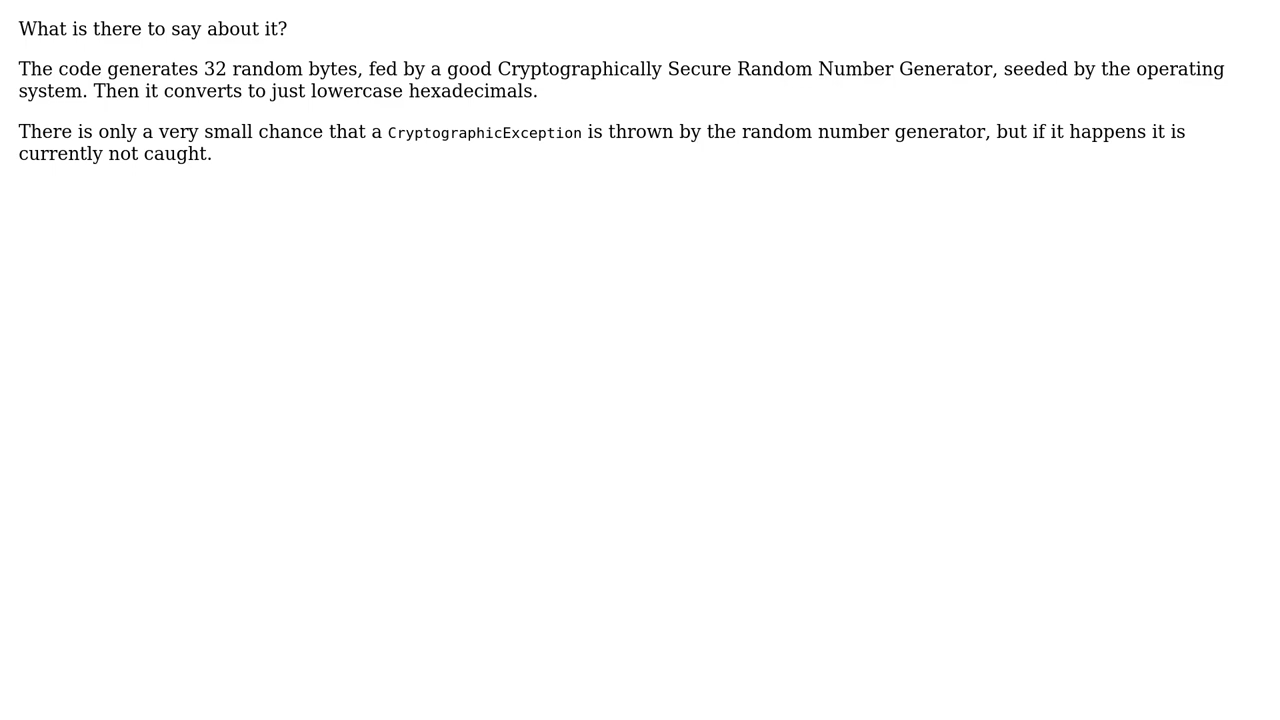 What is there to say about it?
The code generates 32 random bytes, fed by a good Cryptographically Secure Random Number Generator, seeded by the operating
system. Then it converts to just lowercase hexadecimals.
There is only a very small chance that a CryptographicException is thrown by the random number generator, but if it happens it is
currently not caught.